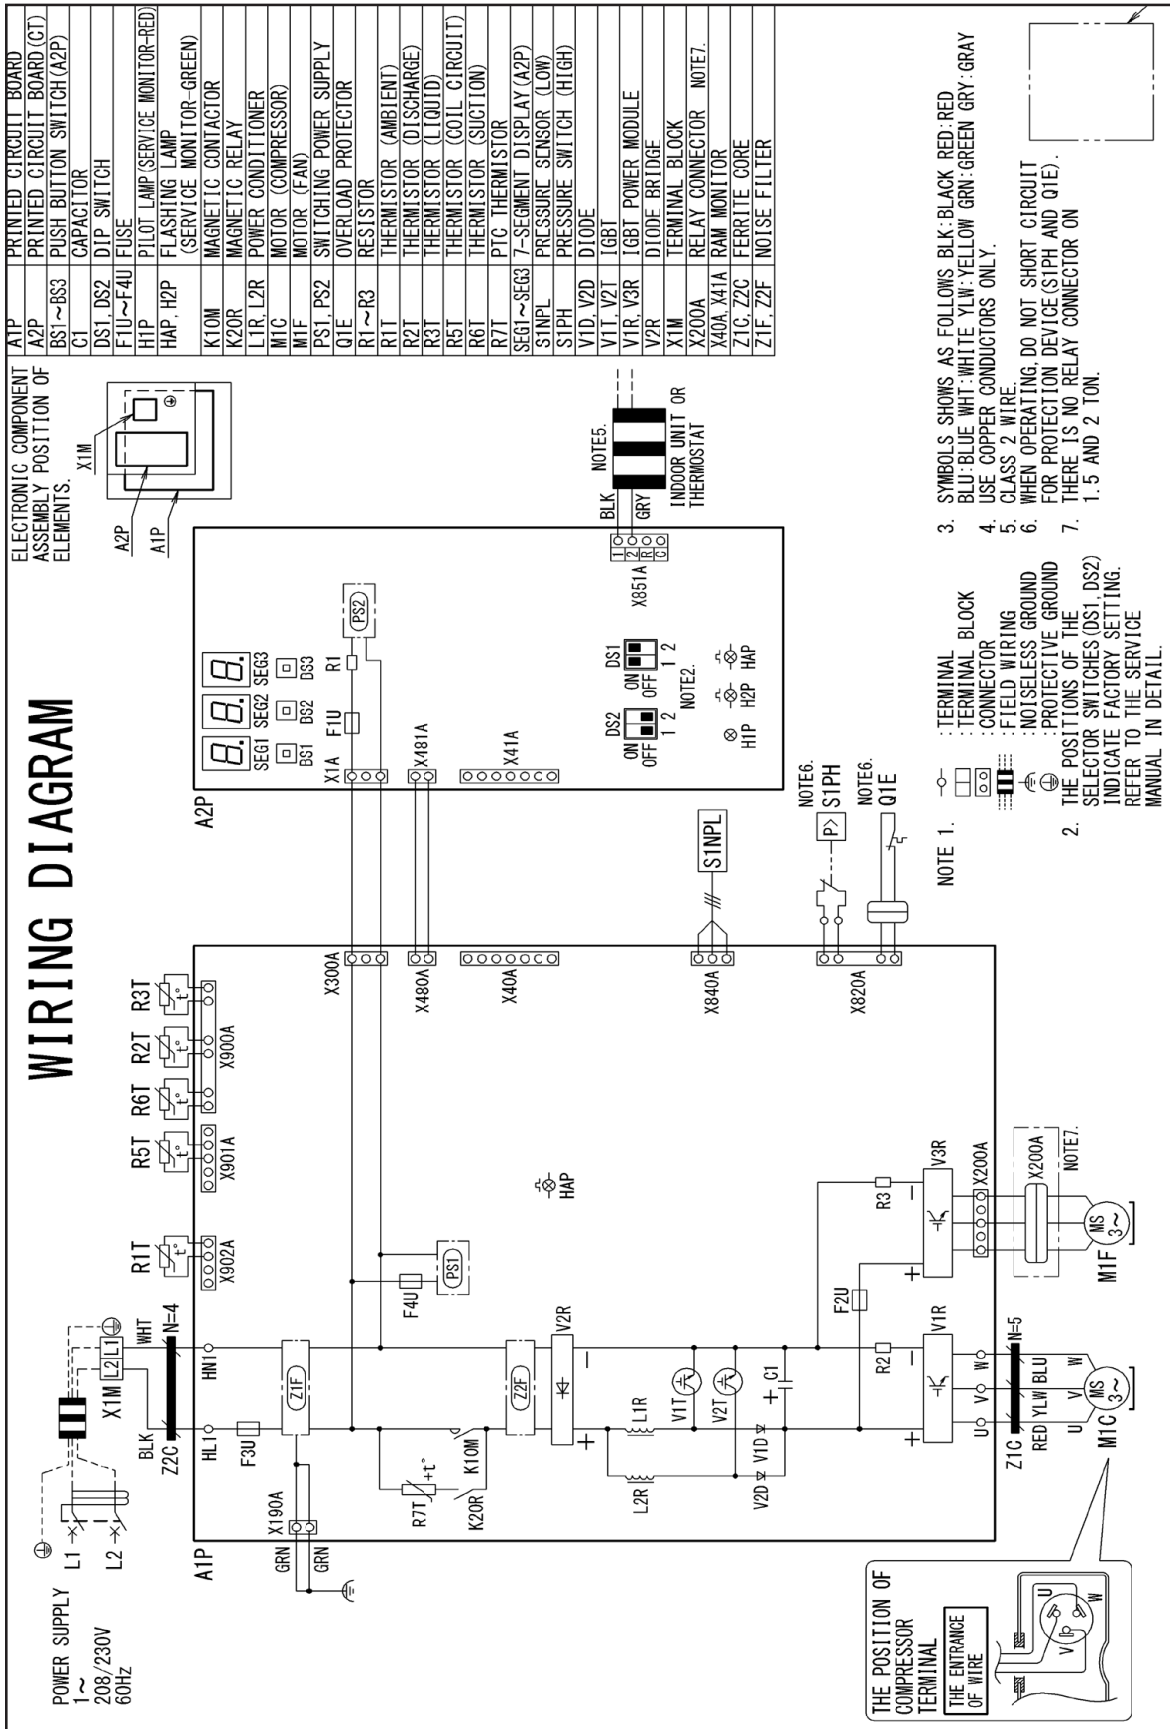 WIRING DIAGRAM
POWER SUPPLY
1~
208/230V
60Hz
L1
L2
X1M
L2 L1
BLK
WHT
Z2C
N=4
HL1
HN1
F3U
Z1F
X190A
GRN
GRN
A1P
R1T
t°
X902A
R5T
t°
X901A
R6T
t°
R2T
t°
R3T
t°
X900A
R7T
+t°
K20R
K10M
F4U
PS1
Z2F
V2R
+
-
L2R
L1R
V1T
V2T
V2D
V1D
C1
+
HAP
R2
F2U
R3
V1R
+
-
V3R
+
-
U
V
W
Z1C
N=5
RED
YLW
BLU
U
V
W
MS
3~
M1C
X200A
X200A
NOTE7.
MS
3~
M1F
X300A
X480A
X40A
X840A
X820A
S1NPL
NOTE6.
P>
S1PH
NOTE6.
Q1E
A2P
SEG1
SEG2
SEG3
BS1
BS2
BS3
X1A
F1U
R1
PS2
X481A
X41A
DS2
ON
OFF
1 2
DS1
ON
OFF
1 2
NOTE2.
H1P
H2P
HAP
X851A
1
2
R
C
BLK
GRY
NOTE5.
INDOOR UNIT OR
THERMOSTAT
ELECTRONIC COMPONENT
ASSEMBLY POSITION OF
ELEMENTS.
X1M
A2P
A1P
A1P PRINTED CIRCUIT BOARD
A2P PRINTED CIRCUIT BOARD(CT)
BS1~BS3 PUSH BUTTON SWITCH(A2P)
C1 CAPACITOR
DS1, DS2 DIP SWITCH
F1U~F4U FUSE
H1P PILOT LAMP(SERVICE MONITOR-RED)
HAP, H2P FLASHING LAMP
(SERVICE MONITOR-GREEN)
K10M MAGNETIC CONTACTOR
K20R MAGNETIC RELAY
L1R, L2R POWER CONDITIONER
M1C MOTOR (COMPRESSOR)
M1F MOTOR (FAN)
PS1, PS2 SWITCHING POWER SUPPLY
Q1E OVERLOAD PROTECTOR
R1~R3 RESISTOR
R1T THERMISTOR (AMBIENT)
R2T THERMISTOR (DISCHARGE)
R3T THERMISTOR (LIQUID)
R5T THERMISTOR (COIL CIRCUIT)
R6T THERMISTOR (SUCTION)
R7T PTC THERMISTOR
SEG1~SEG3 7-SEGMENT DISPLAY(A2P)
S1NPL PRESSURE SENSOR (LOW)
S1PH PRESSURE SWITCH (HIGH)
V1D, V2D DIODE
V1T, V2T IGBT
V1R, V3R IGBT POWER MODULE
V2R DIODE BRIDGE
X1M TERMINAL BLOCK
X200A RELAY CONNECTOR NOTE7.
X40A, X41A RAM MONITOR
Z1C, Z2C FERRITE CORE
Z1F, Z2F NOISE FILTER
THE POSITION OF
COMPRESSOR
TERMINAL
THE ENTRANCE
OF WIRE
U
V
W
NOTE 1.
:TERMINAL
:TERMINAL BLOCK
:CONNECTOR
:FIELD WIRING
:NOISELESS GROUND
:PROTECTIVE GROUND
2. THE POSITIONS OF THE
SELECTOR SWITCHES(DS1, DS2)
INDICATE FACTORY SETTING.
REFER TO THE SERVICE
MANUAL IN DETAIL.
3. SYMBOLS SHOWS AS FOLLOWS BLK:BLACK RED:RED
BLU:BLUE WHT:WHITE YLW:YELLOW GRN:GREEN GRY:GRAY
4. USE COPPER CONDUCTORS ONLY.
5. CLASS 2 WIRE.
6. WHEN OPERATING, DO NOT SHORT CIRCUIT
FOR PROTECTION DEVICE(S1PH AND Q1E).
7. THERE IS NO RELAY CONNECTOR ON
1.5 AND 2 TON.